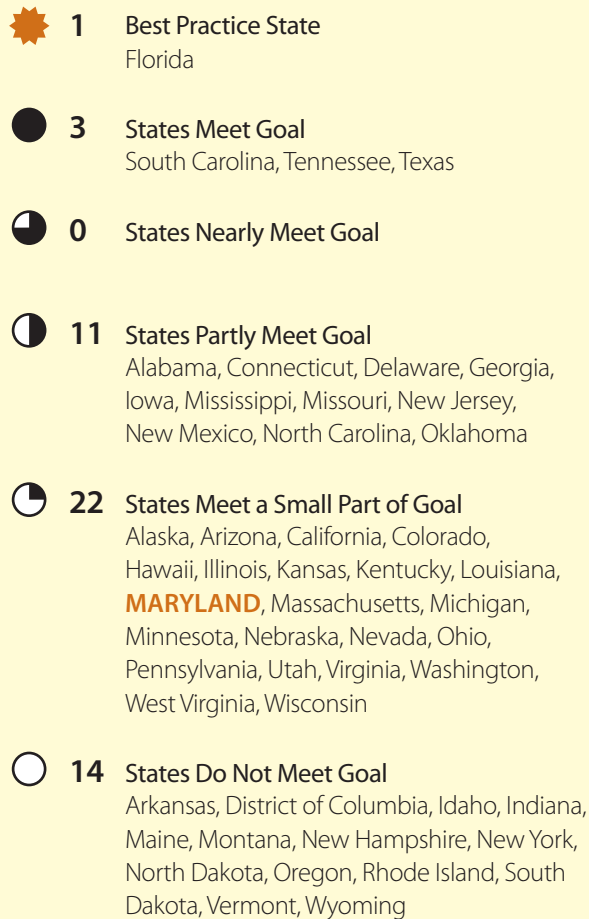 1 Best Practice State
Florida
3 States Meet Goal
South Carolina, Tennessee, Texas
0 States Nearly Meet Goal
11 States Partly Meet Goal
Alabama, Connecticut, Delaware, Georgia,
Iowa, Mississippi, Missouri, New Jersey,
New Mexico, North Carolina, Oklahoma
22 States Meet a Small Part of Goal
Alaska, Arizona, California, Colorado,
Hawaii, Illinois, Kansas, Kentucky, Louisiana,
MARYLAND, Massachusetts, Michigan,
Minnesota, Nebraska, Nevada, Ohio,
Pennsylvania, Utah, Virginia, Washington,
West Virginia, Wisconsin
14 States Do Not Meet Goal
Arkansas, District of Columbia, Idaho, Indiana,
Maine, Montana, New Hampshire, New York,
North Dakota, Oregon, Rhode Island, South
Dakota, Vermont, Wyoming